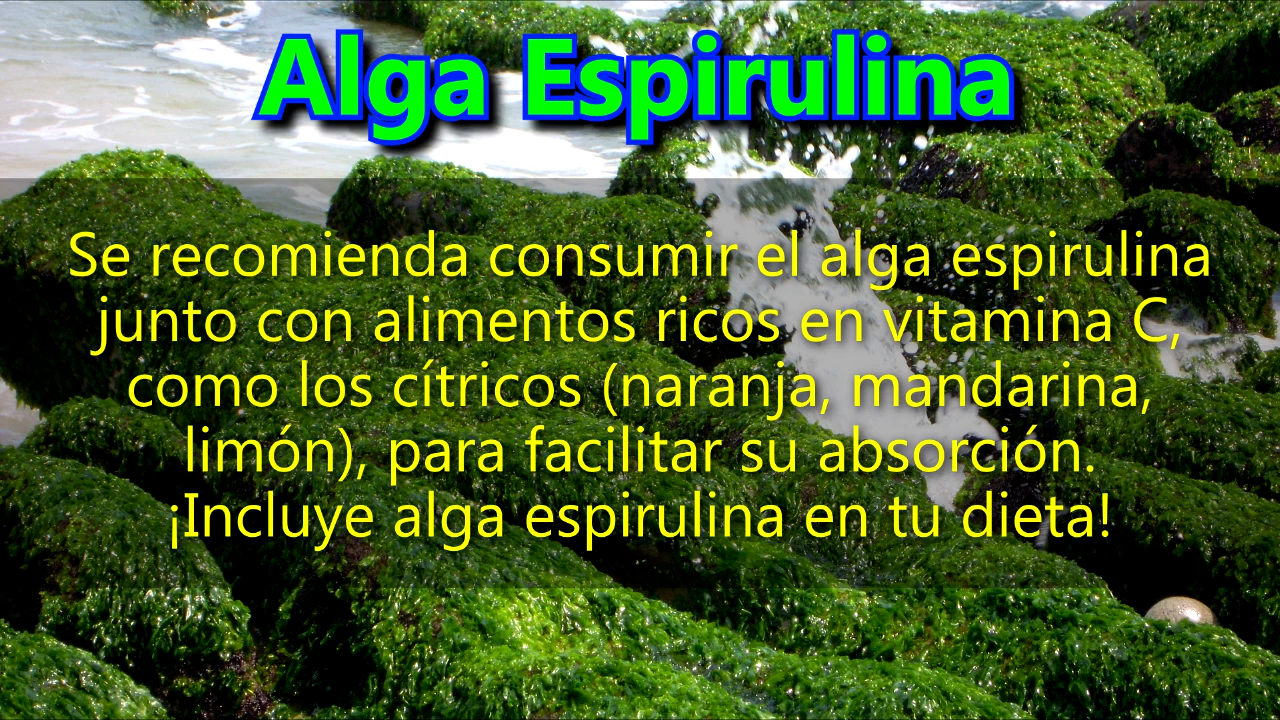 Alga Espirulina
Se recomienda consumir el alga espirulina
junto con alimentos ricos en vitamina C,
como los cítricos (naranja, mandarina,
limón), para facilitar su absorción.
¡Incluye alga espirulina en tu dieta!